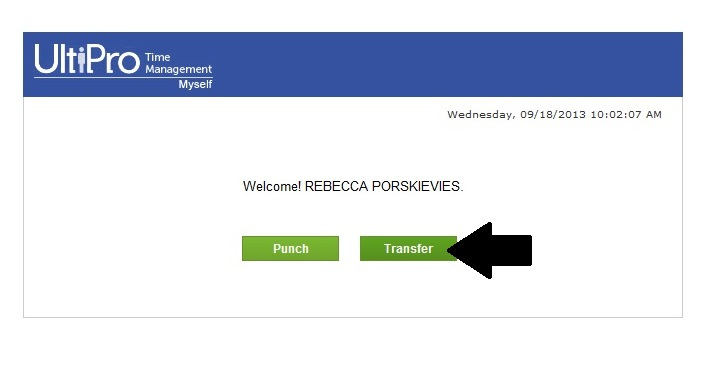 UltiPro Time Management
Myself
Wednesday, 09/18/2013 10:02:07 AM
Welcome! REBECCA PORSKIEVIES.
Punch Transfer